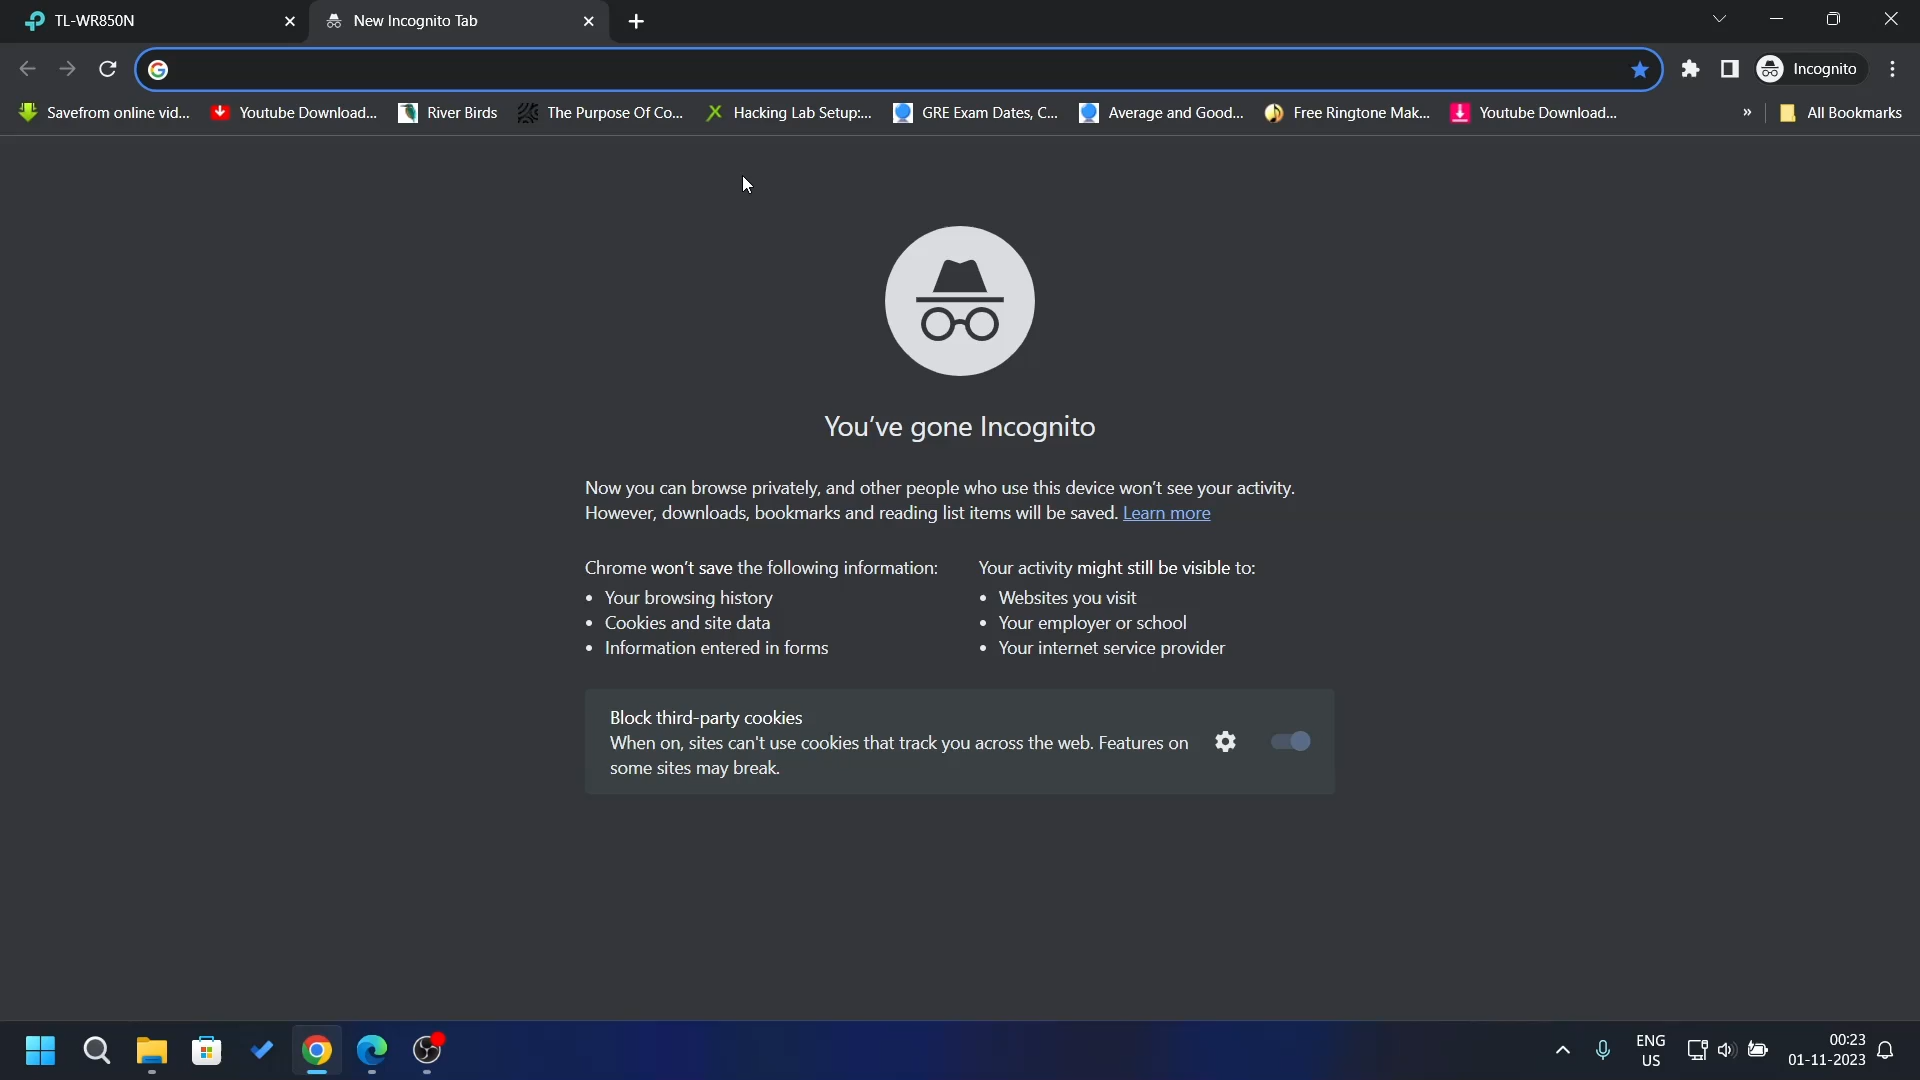 TL-WR850N
New Incognito Tab
Incognito
Savefrom online vid...
Youtube Download...
River Birds
The Purpose Of Co...
Hacking Lab Setup:...
GRE Exam Dates, C...
Average and Good...
Free Ringtone Mak...
Youtube Download...
»
All Bookmarks
You've gone Incognito
Now you can browse privately, and other people who use this device won't see your activity.
However, downloads, bookmarks and reading list items will be saved. Learn more
Chrome won't save the following information:
• Your browsing history
• Cookies and site data
• Information entered in forms
Your activity might still be visible to:
• Websites you visit
• Your employer or school
• Your internet service provider
Block third-party cookies
When on, sites can't use cookies that track you across the web. Features on
some sites may break.
ENG
US
00:23
01-11-2023